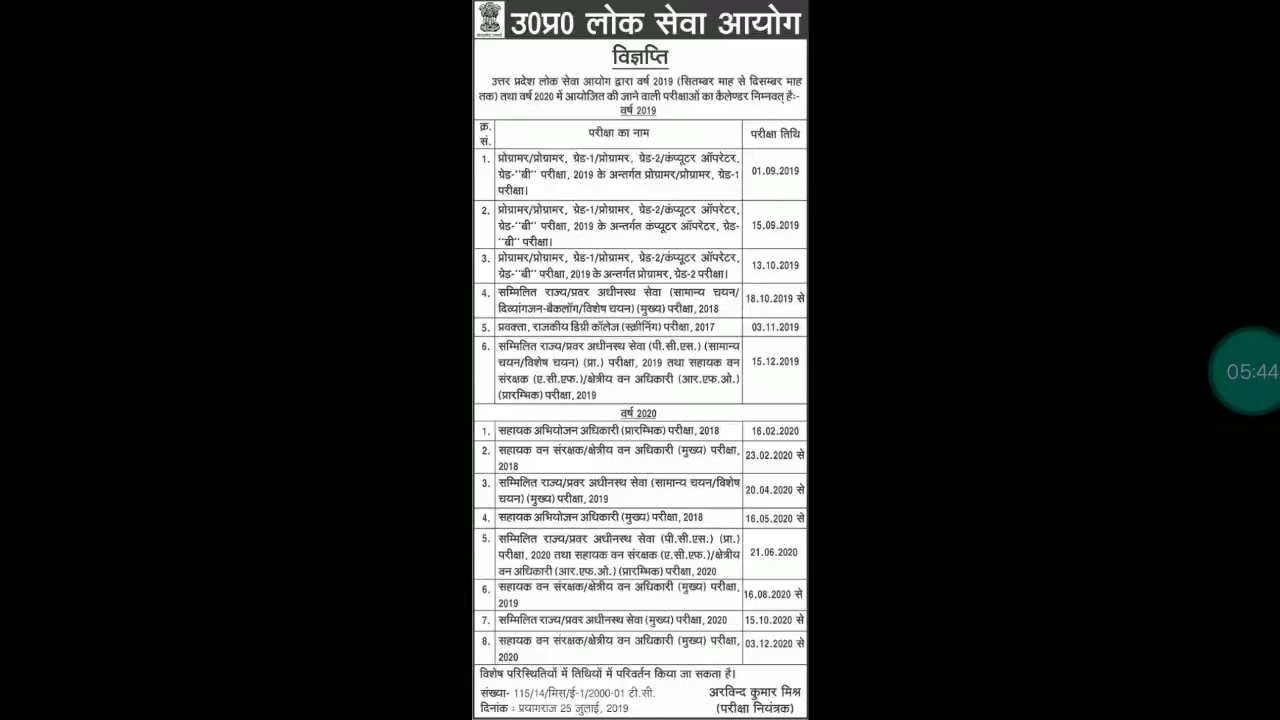 उ0प्र0 लोक सेवा आयोग
विज्ञप्ति
उत्तर प्रदेश लोक सेवा आयोग द्वारा वर्ष 2019 (सितम्बर माह से दिसम्बर माह
तक) तथा वर्ष 2020 में आयोजित की जाने वाली परीक्षाओं का कैलेण्डर निम्नवत् है:-
वर्ष 2019
क्र. सं. परीक्षा का नाम परीक्षा तिथि
1. प्रोग्रामर/प्रोग्रामर, ग्रेड-1/प्रोग्रामर, ग्रेड-2/कंप्यूटर ऑपरेटर,
ग्रेड-"बी" परीक्षा, 2019 के अन्तर्गत प्रोग्रामर/प्रोग्रामर, ग्रेड-1 01.09.2019
परीक्षा।
2. प्रोग्रामर/प्रोग्रामर, ग्रेड-1/प्रोग्रामर, ग्रेड-2/कंप्यूटर ऑपरेटर,
ग्रेड-"बी" परीक्षा, 2019 के अन्तर्गत कंप्यूटर ऑपरेटर, ग्रेड- 15.09.2019
"बी" परीक्षा।
3. प्रोग्रामर/प्रोग्रामर, ग्रेड-1/प्रोग्रामर, ग्रेड-2/कंप्यूटर ऑपरेटर,
ग्रेड-"बी" परीक्षा, 2019 के अन्तर्गत प्रोग्रामर, ग्रेड-2 परीक्षा। 13.10.2019
4. सम्मिलित राज्य/प्रवर अधीनस्थ सेवा (सामान्य चयन/
दिव्यांगजन-बैकलॉग/विशेष चयन) (मुख्य) परीक्षा, 2018 18.10.2019 से
5. प्रवक्ता, राजकीय डिग्री कॉलेज (स्क्रीनिंग) परीक्षा, 2017 03.11.2019
6. सम्मिलित राज्य/प्रवर अधीनस्थ सेवा (पी.सी.एस.) (सामान्य
चयन/विशेष चयन) (प्रा.) परीक्षा, 2019 तथा सहायक वन 15.12.2019
संरक्षक (ए.सी.एफ.)/क्षेत्रीय वन अधिकारी (आर.एफ.ओ.)
(प्रारम्भिक) परीक्षा, 2019
वर्ष 2020
1. सहायक अभियोजन अधिकारी (प्रारम्भिक) परीक्षा, 2018 16.02.2020
2. सहायक वन संरक्षक/क्षेत्रीय वन अधिकारी (मुख्य) परीक्षा, 23.02.2020 से
2018
3. सम्मिलित राज्य/प्रवर अधीनस्थ सेवा (सामान्य चयन/विशेष
चयन) (मुख्य) परीक्षा, 2019 20.04.2020 से
4. सहायक अभियोजन अधिकारी (मुख्य) परीक्षा, 2018 16.05.2020 से
5. सम्मिलित राज्य/प्रवर अधीनस्थ सेवा (पी.सी.एस.) (प्रा.)
परीक्षा, 2020 तथा सहायक वन संरक्षक (ए.सी.एफ.)/क्षेत्रीय 21.06.2020
वन अधिकारी (आर.एफ.ओ.) (प्रारम्भिक) परीक्षा, 2020
6. सहायक वन संरक्षक/क्षेत्रीय वन अधिकारी (मुख्य) परीक्षा, 16.08.2020 से
2019
7. सम्मिलित राज्य/प्रवर अधीनस्थ सेवा (मुख्य) परीक्षा, 2020 15.10.2020 से
8. सहायक वन संरक्षक/क्षेत्रीय वन अधिकारी (मुख्य) परीक्षा, 03.12.2020 से
2020
विशेष परिस्थितियों में तिथियों में परिवर्तन किया जा सकता है।
संख्या- 115/14/मिस/ई-1/2000-01 टी.सी. अरविन्द कुमार मिश्र
दिनांक : प्रयागराज 25 जुलाई, 2019 (परीक्षा नियंत्रक)
05:44